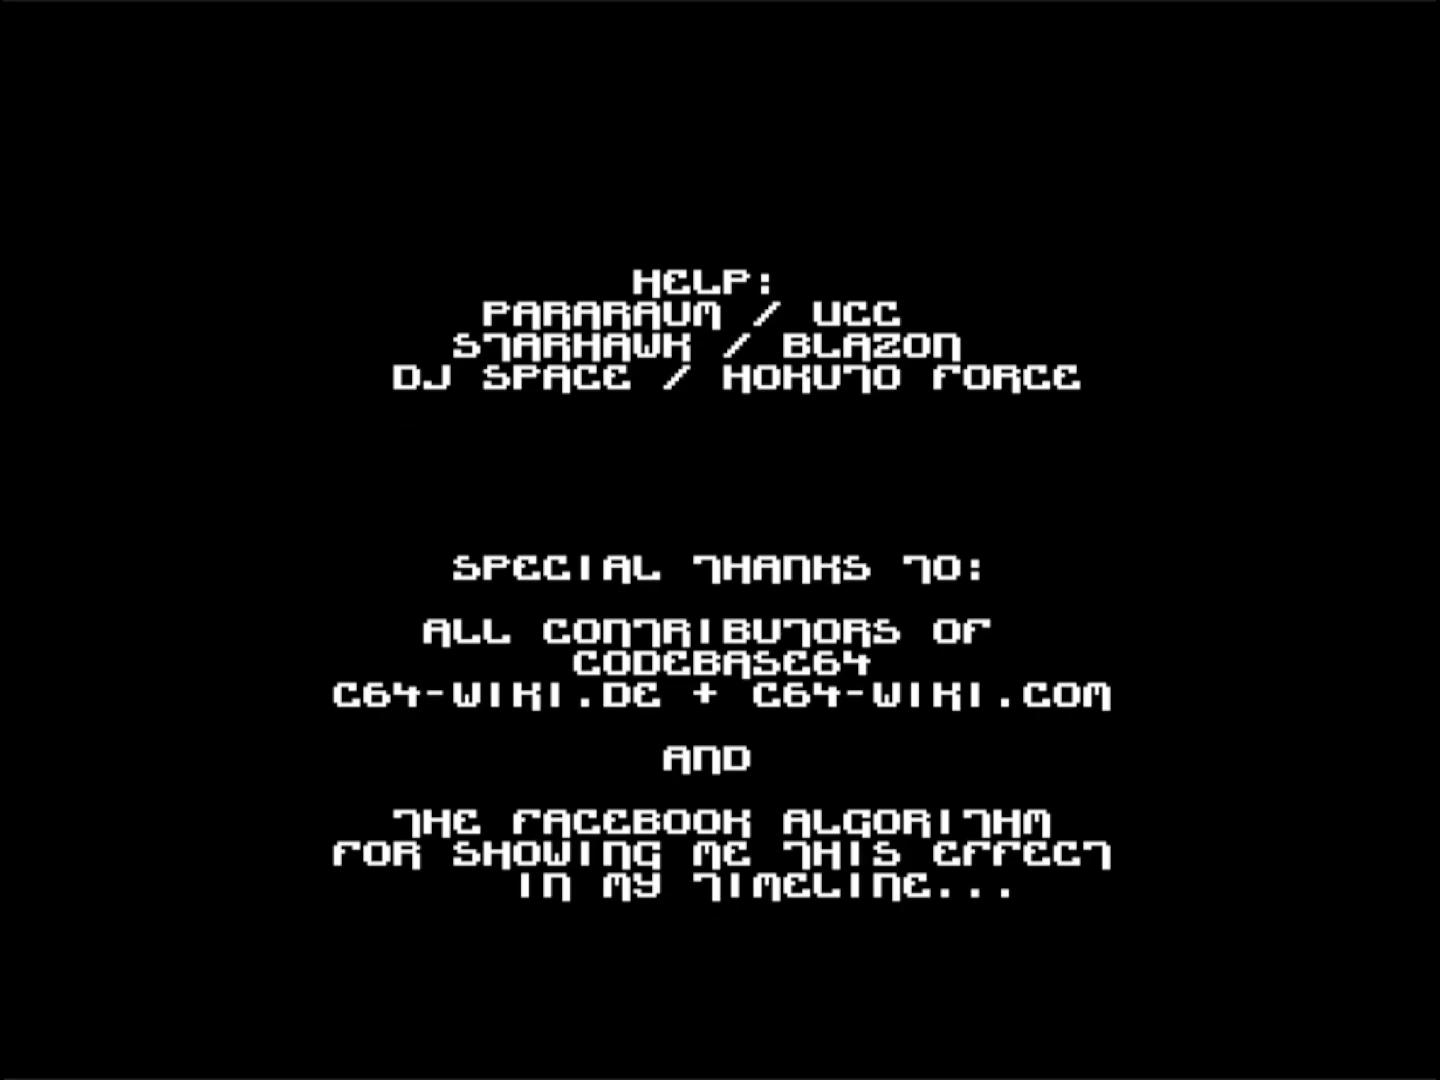 HELP:
PARARAUM / UCC
STARHAWK / BLAZON
DJ SPACE / HOKUTO FORCE
SPECIAL THANKS TO:
ALL CONTRIBUTORS OF
CODEBASE64
C64-WIKI.DE + C64-WIKI.COM
AND
THE FACEBOOK ALGORITHM
FOR SHOWING ME THIS EFFECT
IN MY TIMELINE...